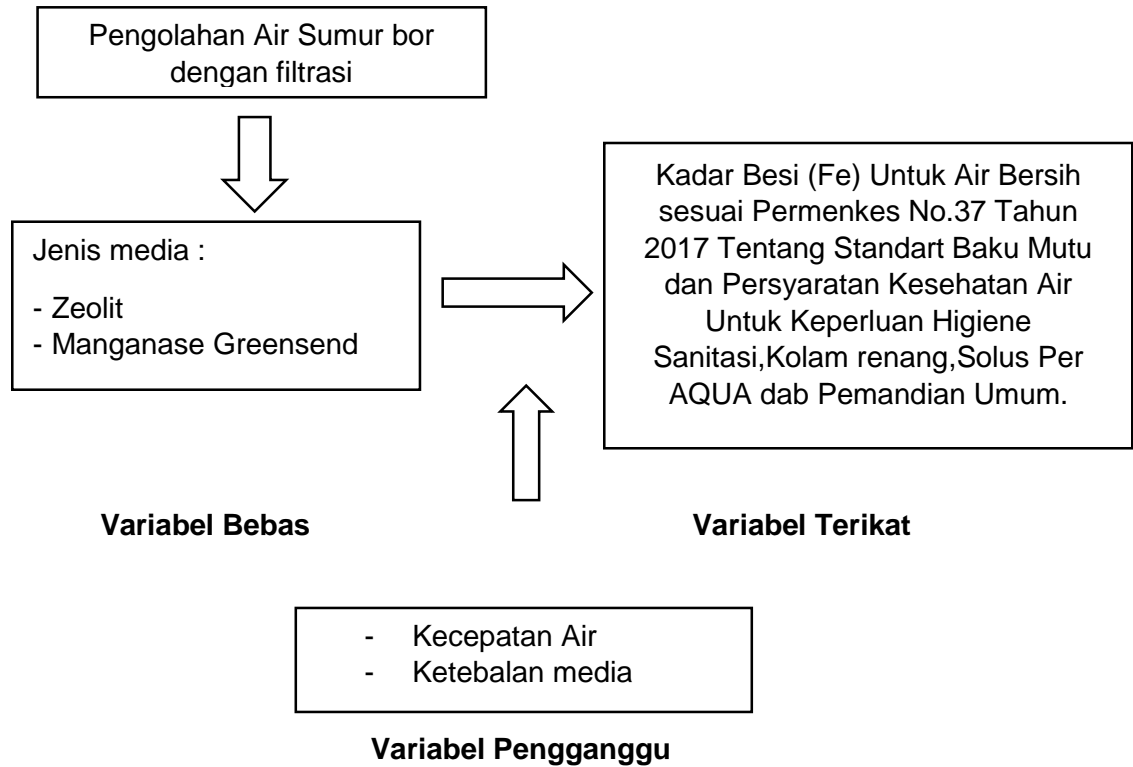 Pengolahan Air Sumur bor
dengan filtrasi
Jenis media :
- Zeolit
- Manganase Greensend
Kadar Besi (Fe) Untuk Air Bersih
sesuai Permenkes No.37 Tahun
2017 Tentang Standart Baku Mutu
dan Persyaratan Kesehatan Air
Untuk Keperluan Higiene
Sanitasi,Kolam renang,Solus Per
AQUA dab Pemandian Umum.
Variabel Bebas
Variabel Terikat
- Kecepatan Air
- Ketebalan media
Variabel Pengganggu